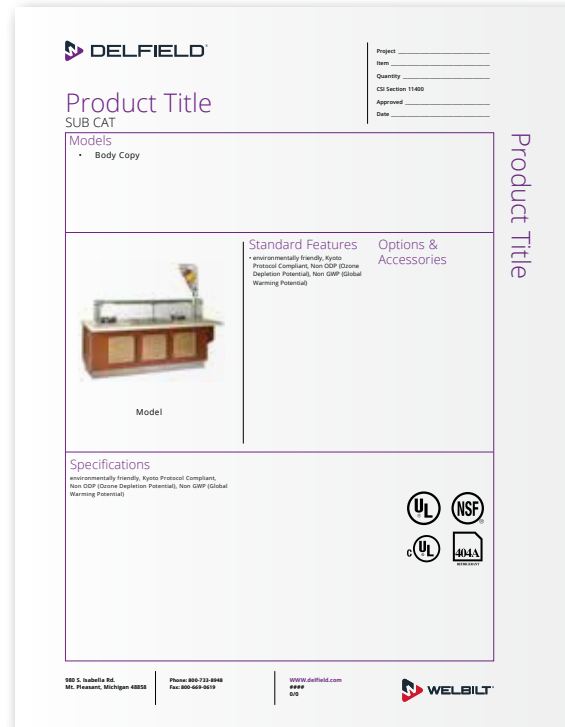 DELFIELD
Project
Item
Quantity
CSI Section 11400
Approved
Date
Product Title
SUB CAT
Product Title
Models
• Body Copy
Standard Features
• environmentally friendly, Kyoto
Protocol Compliant, Non ODP (Ozone
Depletion Potential), Non GWP (Global
Warming Potential)
Options &
Accessories
Model
Specifications
environmentally friendly, Kyoto Protocol Compliant,
Non ODP (Ozone Depletion Potential), Non GWP (Global
Warming Potential)
UL
NSF
C UL
404A
REFRIGERANT
980 S. Isabella Rd.
Mt. Pleasant, Michigan 48858
Phone: 800-733-8948
Fax: 800-669-0619
WWW.delfield.com
####
0/0
WELBILT